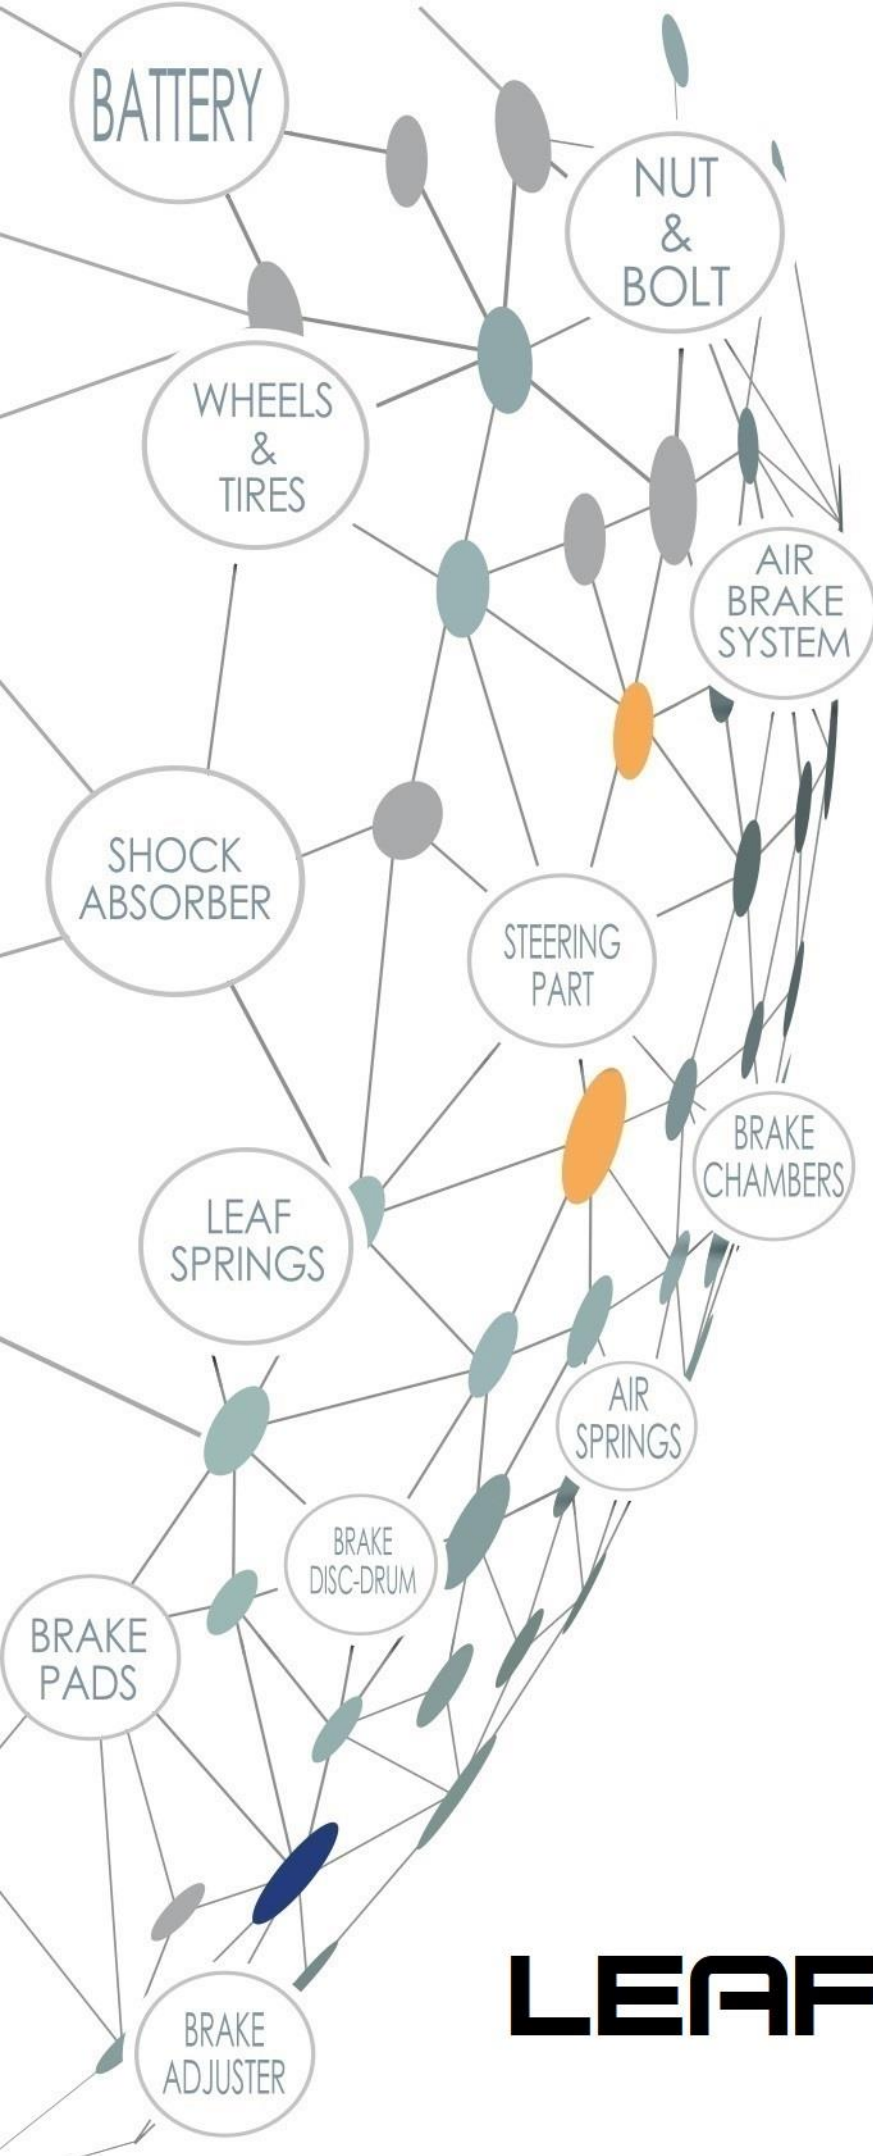 BATTERY
NUT
&
BOLT
WHEELS
&
TIRES
AIR
BRAKE
SYSTEM
SHOCK
ABSORBER
STEERING
PART
BRAKE
CHAMBERS
LEAF
SPRINGS
AIR
SPRINGS
BRAKE
DISC-DRUM
BRAKE
PADS
LEAF
BRAKE
ADJUSTER